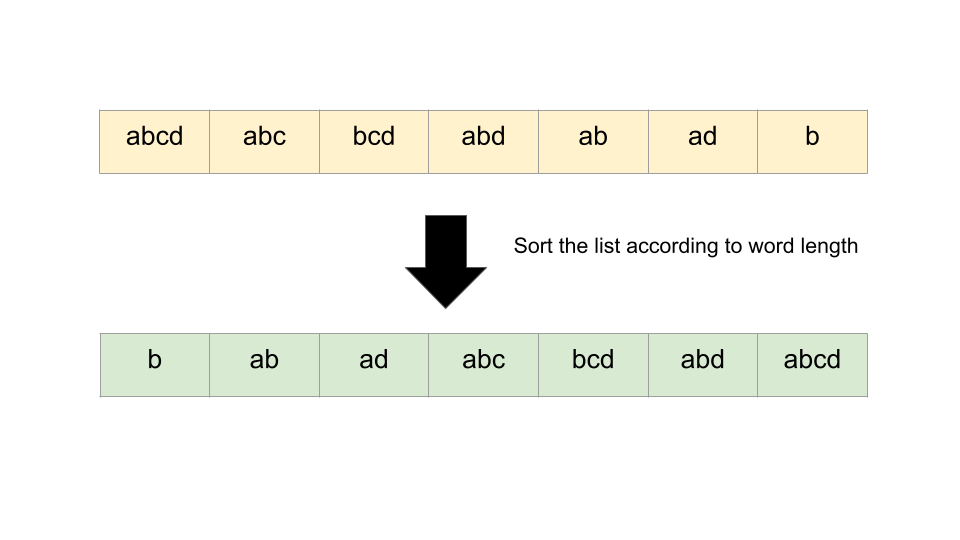 abcd abc bcd abd ab ad b
Sort the list according to word length
b ab ad abc bcd abd abcd